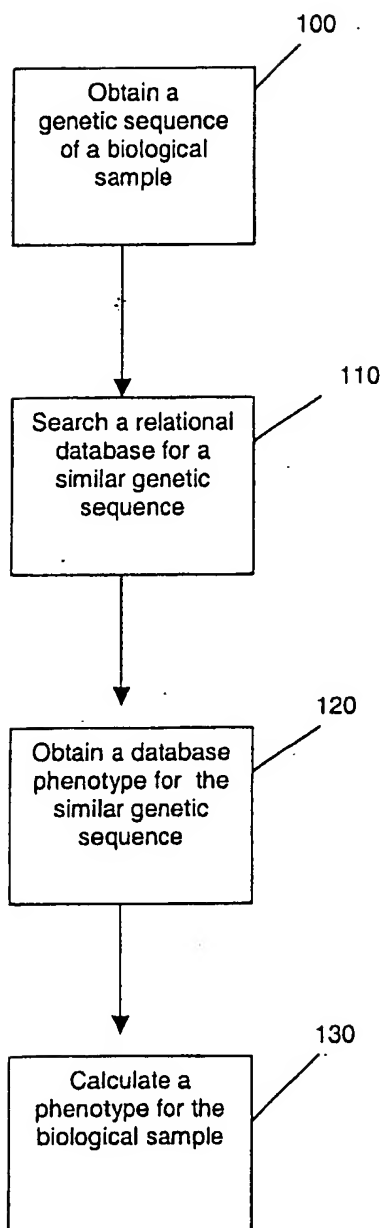 100
Obtain a
genetic sequence
of a biological
sample
110
Search a relational
database for a
similar genetic
sequence
120
Obtain a database
phenotype for the
similar genetic
sequence
130
Calculate a
phenotype for the
biological sample